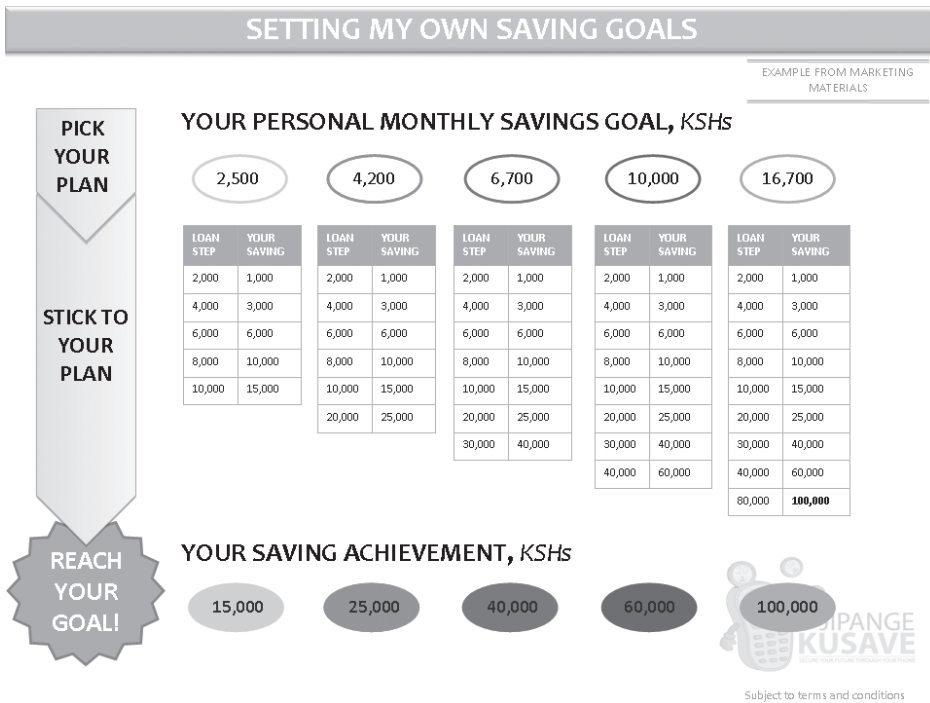 SETTING MY OWN SAVING GOALS
EXAMPLE FROM MARKETING
MATERIALS
PICK
YOUR
PLAN
STICK TO
YOUR
PLAN
REACH
YOUR
GOAL!
YOUR PERSONAL MONTHLY SAVINGS GOAL, KSHs
2,500 4,200 6,700 10,000 16,700
LOAN YOUR LOAN YOUR LOAN YOUR LOAN YOUR LOAN YOUR
STEP SAVING STEP SAVING STEP SAVING STEP SAVING STEP SAVING
2,000 1,000 2,000 1,000 2,000 1,000 2,000 1,000 2,000 1,000
4,000 3,000 4,000 3,000 4,000 3,000 4,000 3,000 4,000 3,000
6,000 6,000 6,000 6,000 6,000 6,000 6,000 6,000 6,000 6,000
8,000 10,000 8,000 10,000 8,000 10,000 8,000 10,000 8,000 10,000
10,000 15,000 10,000 15,000 10,000 15,000 10,000 15,000 10,000 15,000
20,000 25,000 20,000 25,000 20,000 25,000 20,000 25,000
30,000 40,000 30,000 40,000 30,000 40,000
40,000 60,000 40,000 60,000
80,000 100,000
YOUR SAVING ACHIEVEMENT, KSHs
15,000 25,000 40,000 60,000 100,000
JIPANGE
KUSAVE
SECURE YOUR FUTURE THROUGH YOUR PHONE
Subject to terms and conditions